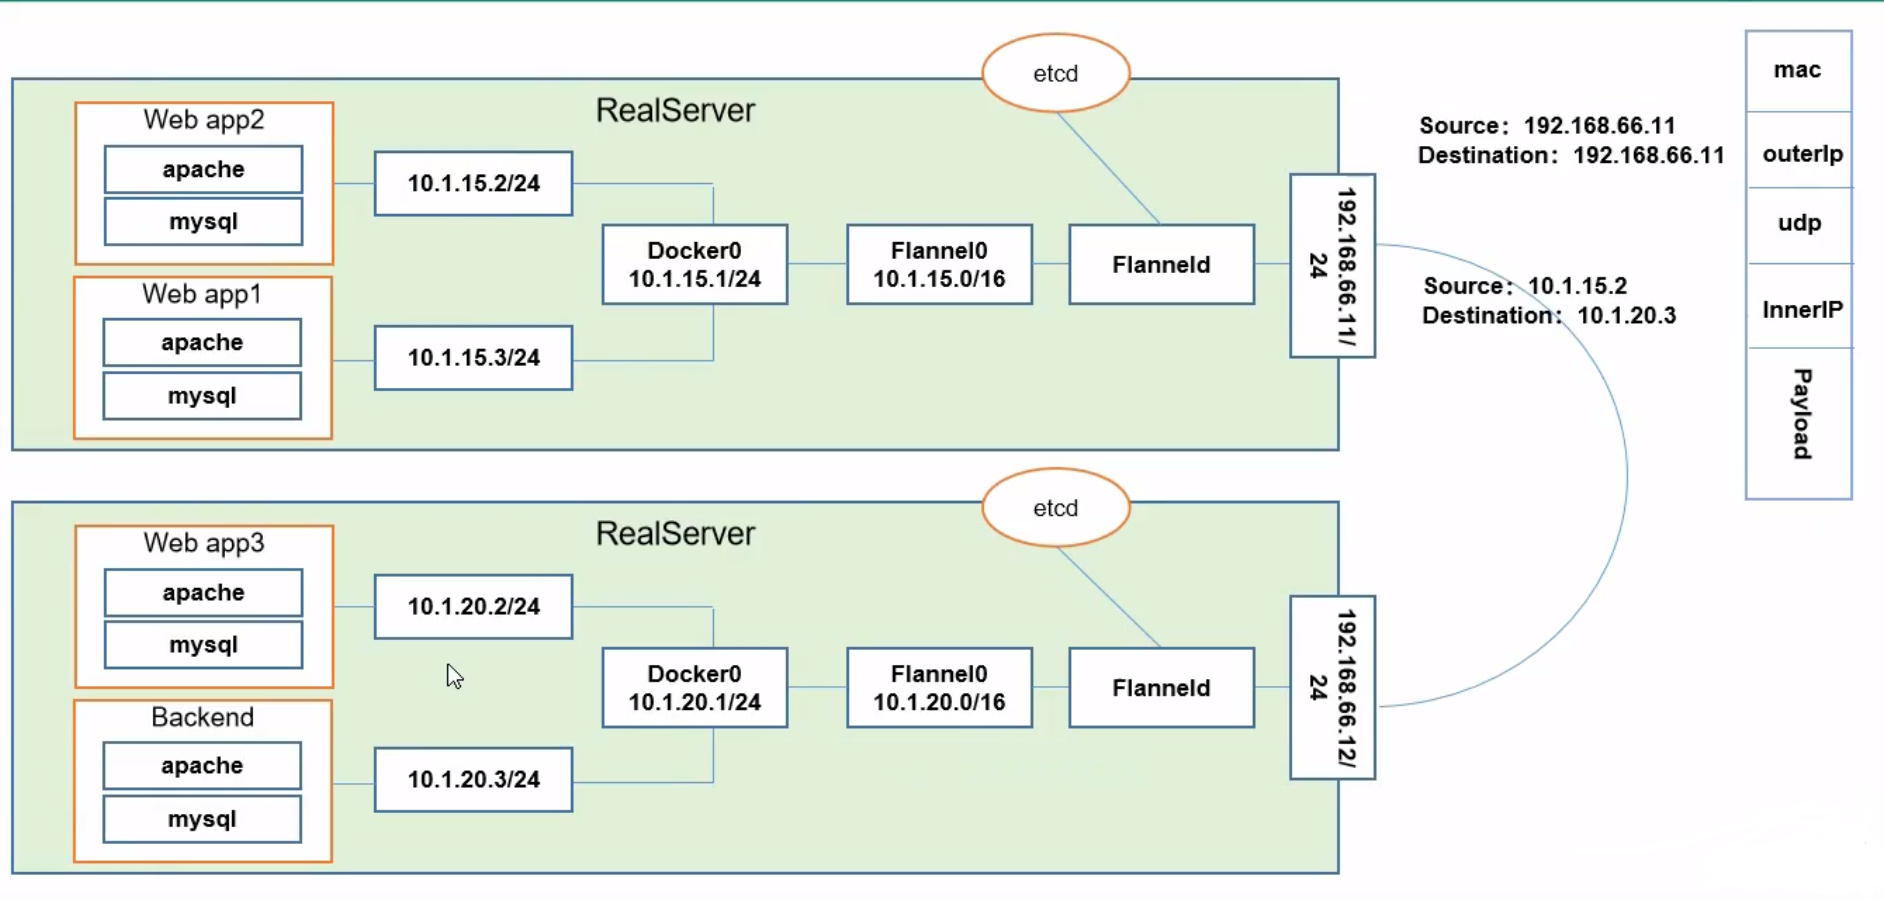 etcd
RealServer
Web app2
apache
mysql
10.1.15.2/24
Web app1
apache
mysql
10.1.15.3/24
Docker0
10.1.15.1/24
Flannel0
10.1.15.0/16
Flanneld
192.168.66.11/
24
Source：192.168.66.11
Destination：192.168.66.11
Source：10.1.15.2
Destination：10.1.20.3
mac
outerIp
udp
InnerIP
Payload
etcd
RealServer
Web app3
apache
mysql
10.1.20.2/24
Backend
apache
mysql
10.1.20.3/24
Docker0
10.1.20.1/24
Flannel0
10.1.20.0/16
Flanneld
192.168.66.12/
24